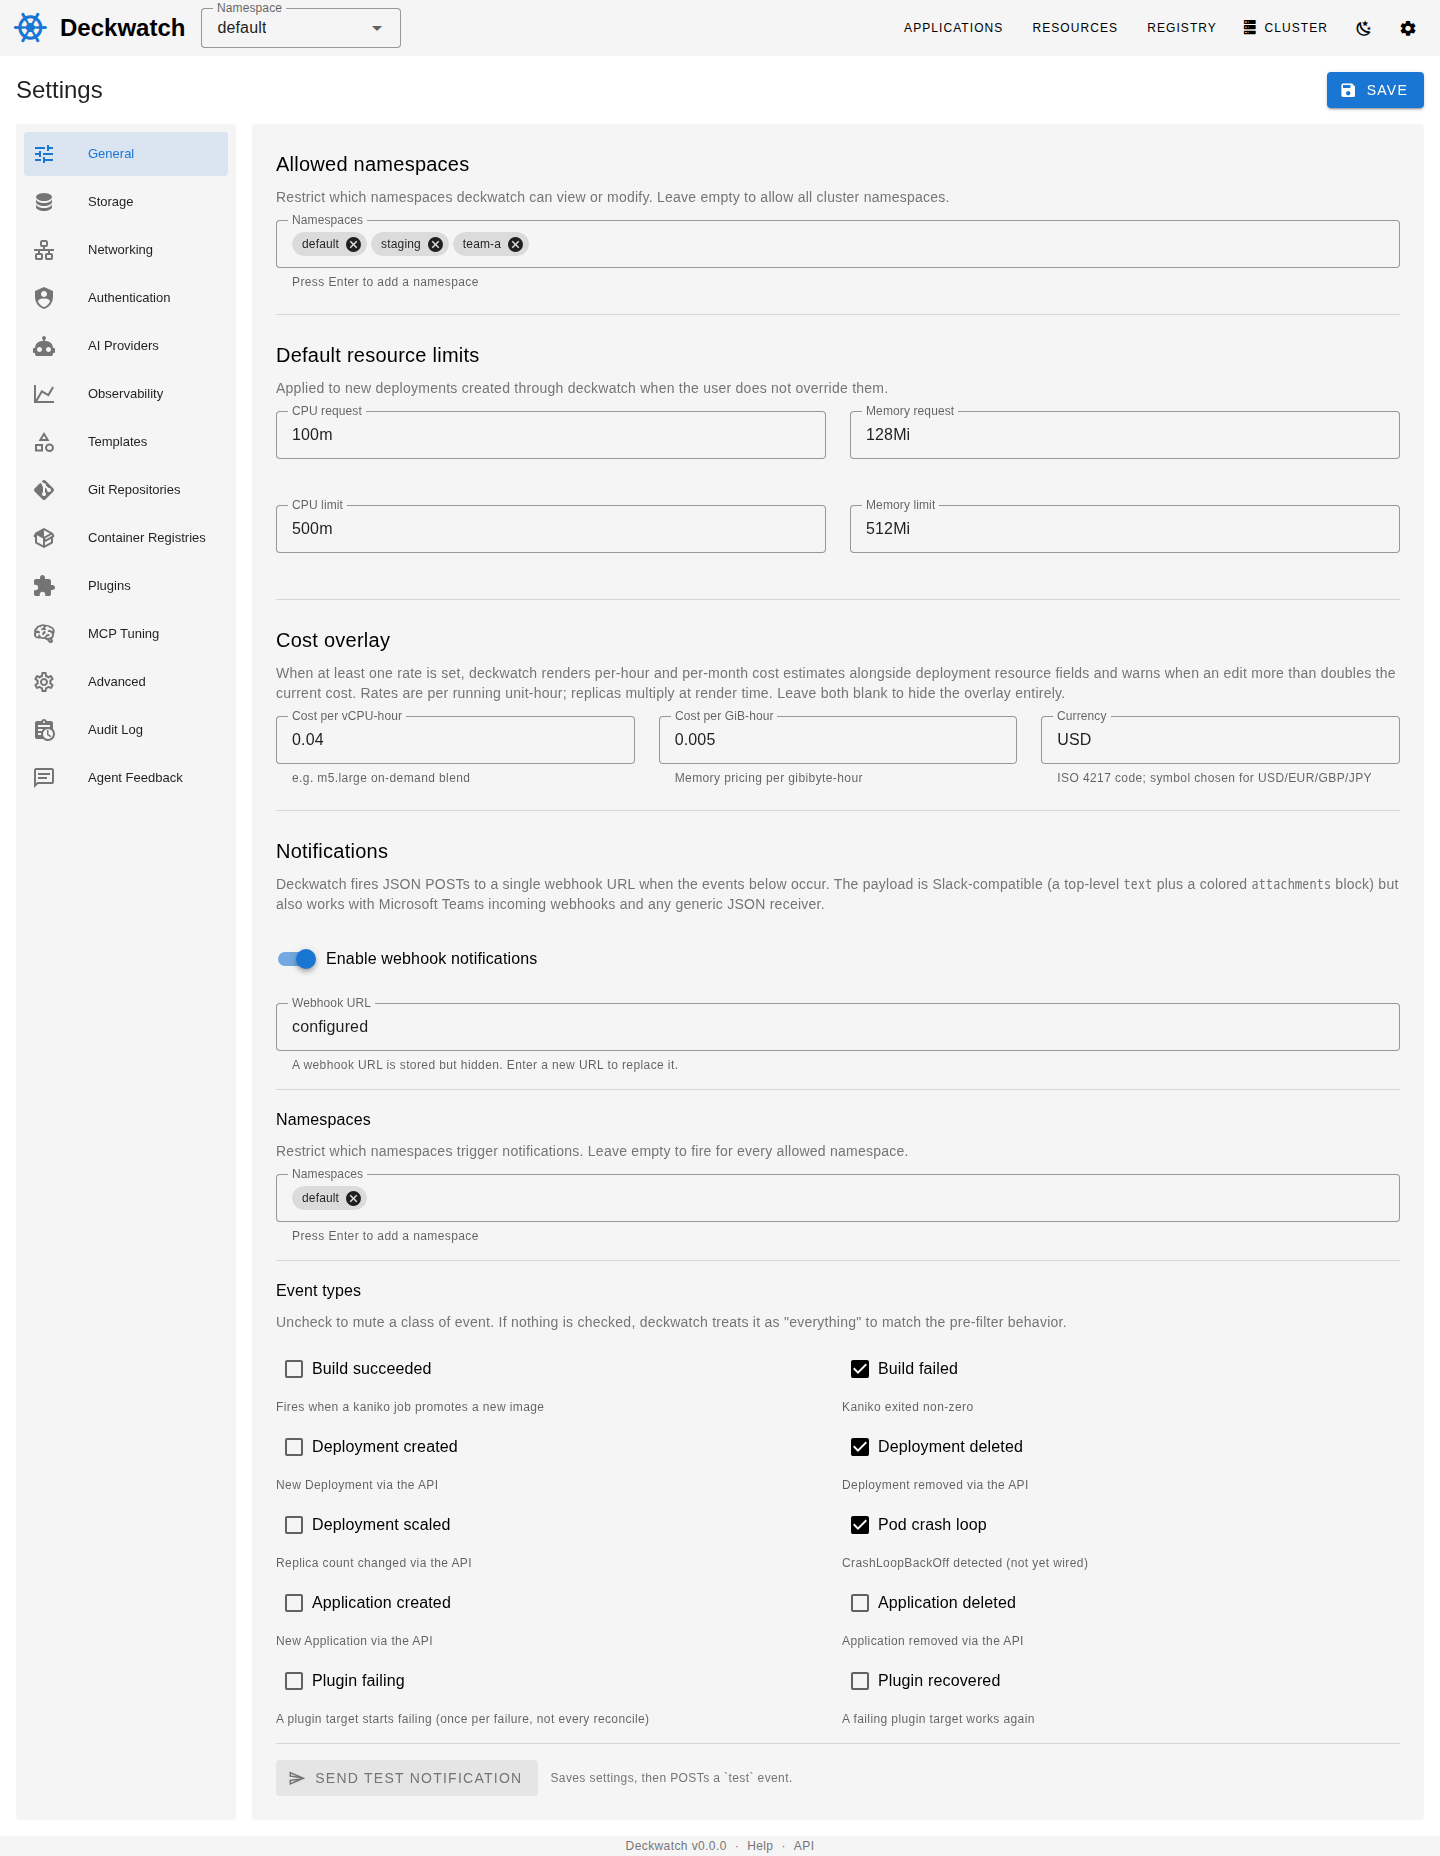 Deckwatch
Namespace
default
APPLICATIONS
RESOURCES
REGISTRY
CLUSTER
Settings
SAVE
General
Storage
Networking
Authentication
AI Providers
Observability
Templates
Git Repositories
Container Registries
Plugins
MCP Tuning
Advanced
Audit Log
Agent Feedback
Allowed namespaces
Restrict which namespaces deckwatch can view or modify. Leave empty to allow all cluster namespaces.
Namespaces
default staging team-a
Press Enter to add a namespace
Default resource limits
Applied to new deployments created through deckwatch when the user does not override them.
CPU request
100m
Memory request
128Mi
CPU limit
500m
Memory limit
512Mi
Cost overlay
When at least one rate is set, deckwatch renders per-hour and per-month cost estimates alongside deployment resource fields and warns when an edit more than doubles the
current cost. Rates are per running unit-hour; replicas multiply at render time. Leave both blank to hide the overlay entirely.
Cost per vCPU-hour
0.04
e.g. m5.large on-demand blend
Cost per GiB-hour
0.005
Memory pricing per gibibyte-hour
Currency
USD
ISO 4217 code; symbol chosen for USD/EUR/GBP/JPY
Notifications
Deckwatch fires JSON POSTs to a single webhook URL when the events below occur. The payload is Slack-compatible (a top-level text plus a colored attachments block) but
also works with Microsoft Teams incoming webhooks and any generic JSON receiver.
Enable webhook notifications
Webhook URL
configured
A webhook URL is stored but hidden. Enter a new URL to replace it.
Namespaces
Restrict which namespaces trigger notifications. Leave empty to fire for every allowed namespace.
Namespaces
default
Press Enter to add a namespace
Event types
Uncheck to mute a class of event. If nothing is checked, deckwatch treats it as "everything" to match the pre-filter behavior.
Build succeeded
Fires when a kaniko job promotes a new image
Build failed
Kaniko exited non-zero
Deployment created
New Deployment via the API
Deployment deleted
Deployment removed via the API
Deployment scaled
Replica count changed via the API
Pod crash loop
CrashLoopBackOff detected (not yet wired)
Application created
New Application via the API
Application deleted
Application removed via the API
Plugin failing
A plugin target starts failing (once per failure, not every reconcile)
Plugin recovered
A failing plugin target works again
SEND TEST NOTIFICATION
Saves settings, then POSTs a `test` event.
Deckwatch v0.0.0 · Help · API